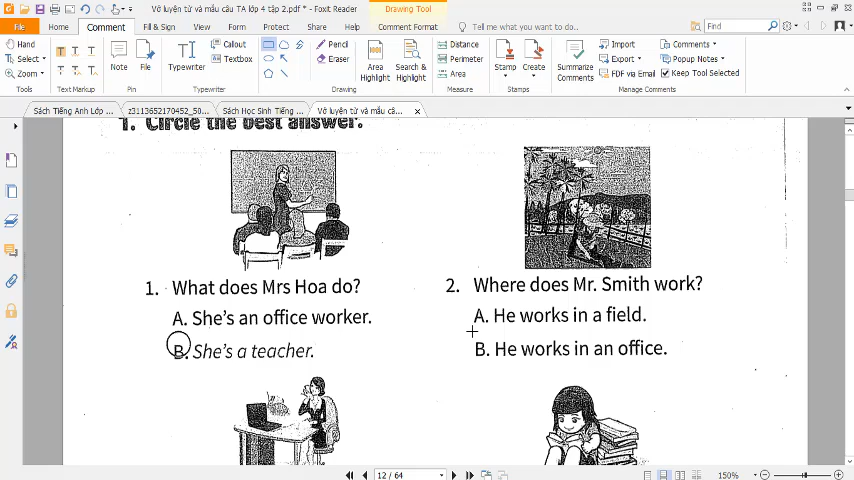 Vở luyện từ và mẫu câu TA lớp 4 tập 2.pdf * - Foxit Reader
Drawing Tool
File Home Comment Fill & Sign Protect Share View Form Organize Help Extras Comment Format Tell me what you want to do... Find
Hand
Select
Zoom
Tools
Text Markup
Note
File
Pin
Typewriter
Callout
Textbox
Typewriter
Pencil
Eraser
Drawing
Area Highlight
Search & Highlight
Distance
Perimeter
Area
Measure
Stamp
Create
Stamps
Summarize Comments
Import
Export
FDF via Email
Comments
Popup Notes
Keep Tool Selected
Manage Comments
Sách Tiếng Anh Lớp ...
z3113652170452_50...
Sách Học Sinh Tiếng ...
Vở luyện từ và mẫu câ...
1. Circle the best answer.
1. What does Mrs Hoa do?
A. She's an office worker.
B. She's a teacher.
2. Where does Mr. Smith work?
A. He works in a field.
B. He works in an office.
12 / 64
150%